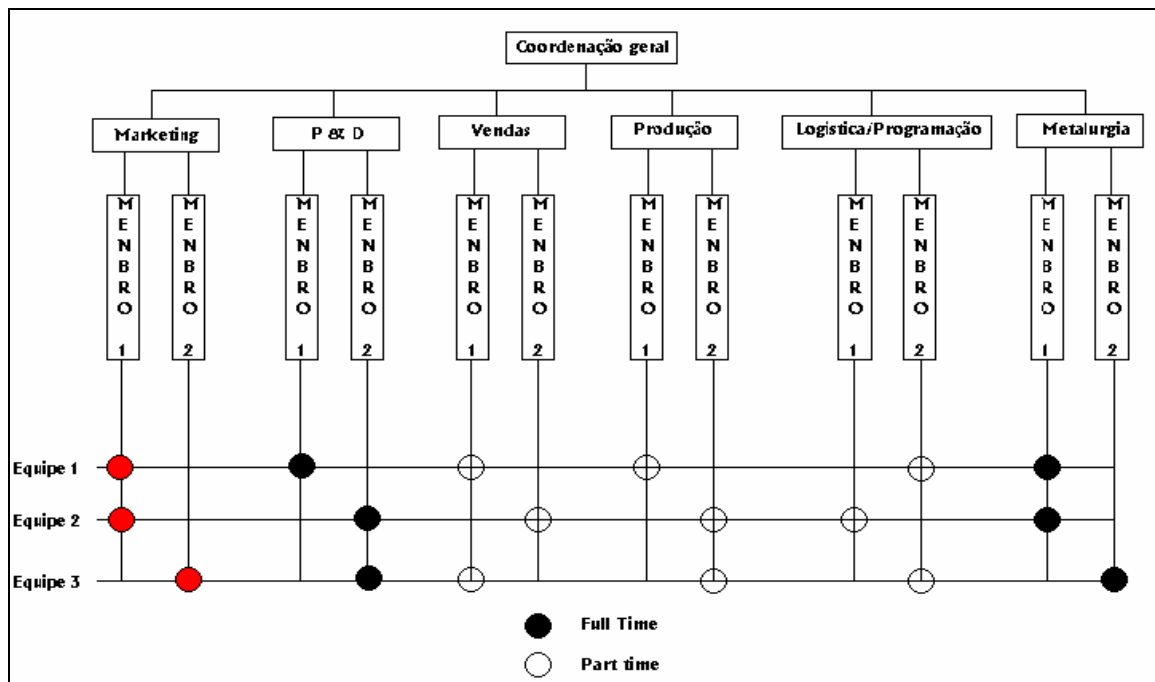 Coordenação geral
Marketing
P & D
Vendas
Produção
Logística/Programação
Metalurgia
MENBRO 1
MENBRO 2
MENBRO 1
MENBRO 2
MENBRO 1
MENBRO 2
MENBRO 1
MENBRO 2
MENBRO 1
MENBRO 2
MENBRO 1
MENBRO 2
Equipe 1
Equipe 2
Equipe 3
Full Time
Part time